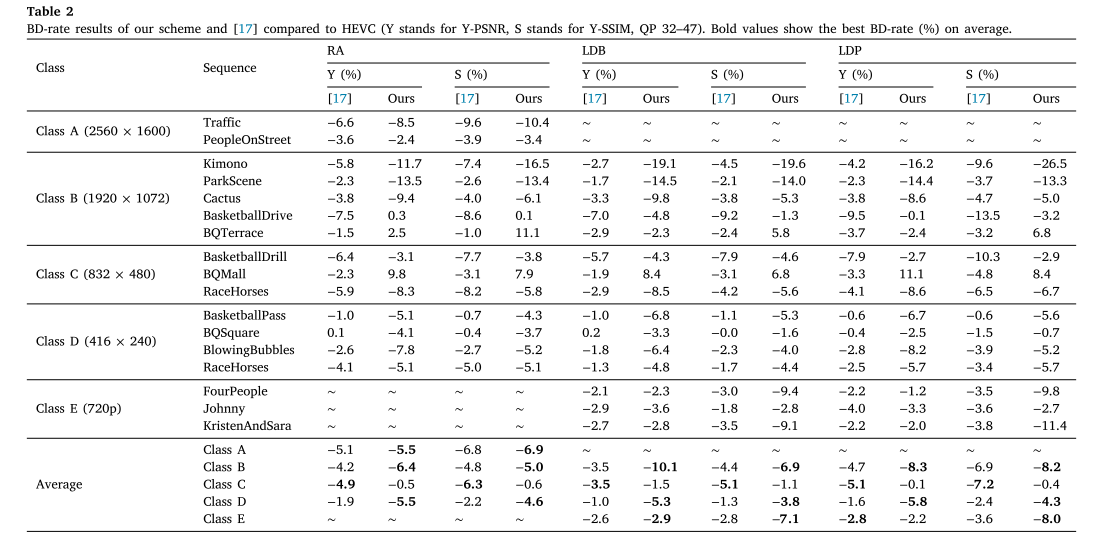 Table 2
BD-rate results of our scheme and [17] compared to HEVC (Y stands for Y-PSNR, S stands for Y-SSIM, QP 32–47). Bold values show the best BD-rate (%) on average.
Class Sequence RA LDB LDP
Y (%) S (%) Y (%) S (%) Y (%) S (%)
[17] Ours [17] Ours [17] Ours [17] Ours [17] Ours [17] Ours
Class A (2560 × 1600)
Traffic −6.6 −8.5 −9.6 −10.4 ~ ~ ~ ~ ~ ~ ~ ~
PeopleOnStreet −3.6 −2.4 −3.9 −3.4 ~ ~ ~ ~ ~ ~ ~ ~
Class B (1920 × 1072)
Kimono −5.8 −11.7 −7.4 −16.5 −2.7 −19.1 −4.5 −19.6 −4.2 −16.2 −9.6 −26.5
ParkScene −2.3 −13.5 −2.6 −13.4 −1.7 −14.5 −2.1 −14.0 −2.3 −14.4 −3.7 −13.3
Cactus −3.8 −9.4 −4.0 −6.1 −3.3 −9.8 −3.8 −5.3 −3.8 −8.6 −4.7 −5.0
BasketballDrive −7.5 0.3 −8.6 0.1 −7.0 −4.8 −9.2 −1.3 −9.5 −0.1 −13.5 −3.2
BQTerrace −1.5 2.5 −1.0 11.1 −2.9 −2.3 −2.4 5.8 −3.7 −2.4 −3.2 6.8
Class C (832 × 480)
BasketballDrill −6.4 −3.1 −7.7 −3.8 −5.7 −4.3 −7.9 −4.6 −7.9 −2.7 −10.3 −2.9
BQMall −2.3 9.8 −3.1 7.9 −1.9 8.4 −3.1 6.8 −3.3 11.1 −4.8 8.4
RaceHorses −5.9 −8.3 −8.2 −5.8 −2.9 −8.5 −4.2 −5.6 −4.1 −8.6 −6.5 −6.7
Class D (416 × 240)
BasketballPass −1.0 −5.1 −0.7 −4.3 −1.0 −6.8 −1.1 −5.3 −0.6 −6.7 −0.6 −5.6
BQSquare 0.1 −4.1 −0.4 −3.7 0.2 −3.3 −0.0 −1.6 −0.4 −2.5 −1.5 −0.7
BlowingBubbles −2.6 −7.8 −2.7 −5.2 −1.8 −6.4 −2.3 −4.0 −2.8 −8.2 −3.9 −5.2
RaceHorses −4.1 −5.1 −5.0 −5.1 −1.3 −4.8 −1.7 −4.4 −2.5 −5.7 −3.4 −5.7
Class E (720p)
FourPeople ~ ~ ~ ~ −2.1 −2.3 −3.0 −9.4 −2.2 −1.2 −3.5 −9.8
Johnny ~ ~ ~ ~ −2.9 −3.6 −1.8 −2.8 −4.0 −3.3 −3.6 −2.7
KristenAndSara ~ ~ ~ ~ −2.7 −2.8 −3.5 −9.1 −2.2 −2.0 −3.8 −11.4
Average
Class A −5.1 −5.5 −6.8 −6.9 ~ ~ ~ ~ ~ ~ ~ ~
Class B −4.2 −6.4 −4.8 −5.0 −3.5 −10.1 −4.4 −6.9 −4.7 −8.3 −6.9 −8.2
Class C −4.9 −0.5 −6.3 −0.6 −3.5 −1.5 −5.1 −1.1 −5.1 −0.1 −7.2 −0.4
Class D −1.9 −5.5 −2.2 −4.6 −1.0 −5.3 −1.3 −3.8 −1.6 −5.8 −2.4 −4.3
Class E ~ ~ ~ ~ −2.6 −2.9 −2.8 −7.1 −2.8 −2.2 −3.6 −8.0